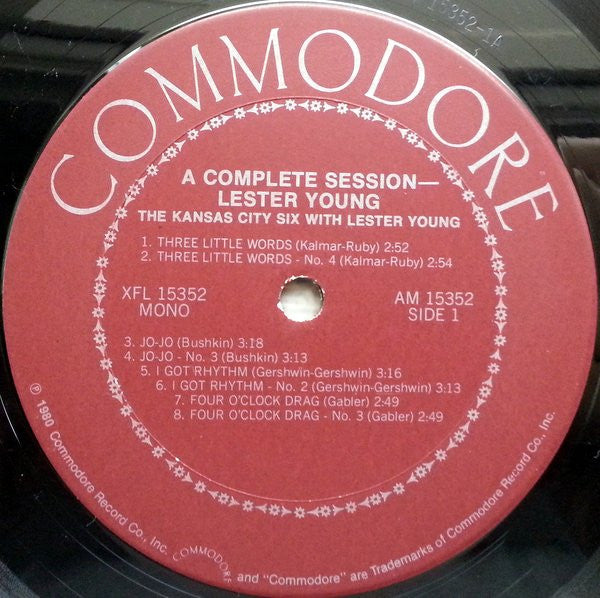 15352-1A
COMMODORE
A COMPLETE SESSION—
LESTER YOUNG
THE KANSAS CITY SIX WITH LESTER YOUNG
1. THREE LITTLE WORDS (Kalmar-Ruby) 2:52
2. THREE LITTLE WORDS - No. 4 (Kalmar-Ruby) 2:54
XFL 15352
MONO
AM 15352
SIDE 1
3. JO-JO (Bushkin) 3:18
4. JO-JO - No. 3 (Bushkin) 3:13
5. I GOT RHYTHM (Gershwin-Gershwin) 3:16
6. I GOT RHYTHM - No. 2 (Gershwin-Gershwin) 3:13
7. FOUR O'CLOCK DRAG (Gabler) 2:49
8. FOUR O'CLOCK DRAG - No. 3 (Gabler) 2:49
℗ 1980 Commodore Record Co., Inc. COMMODORE and "Commodore" are Trademarks of Commodore Record Co., Inc.